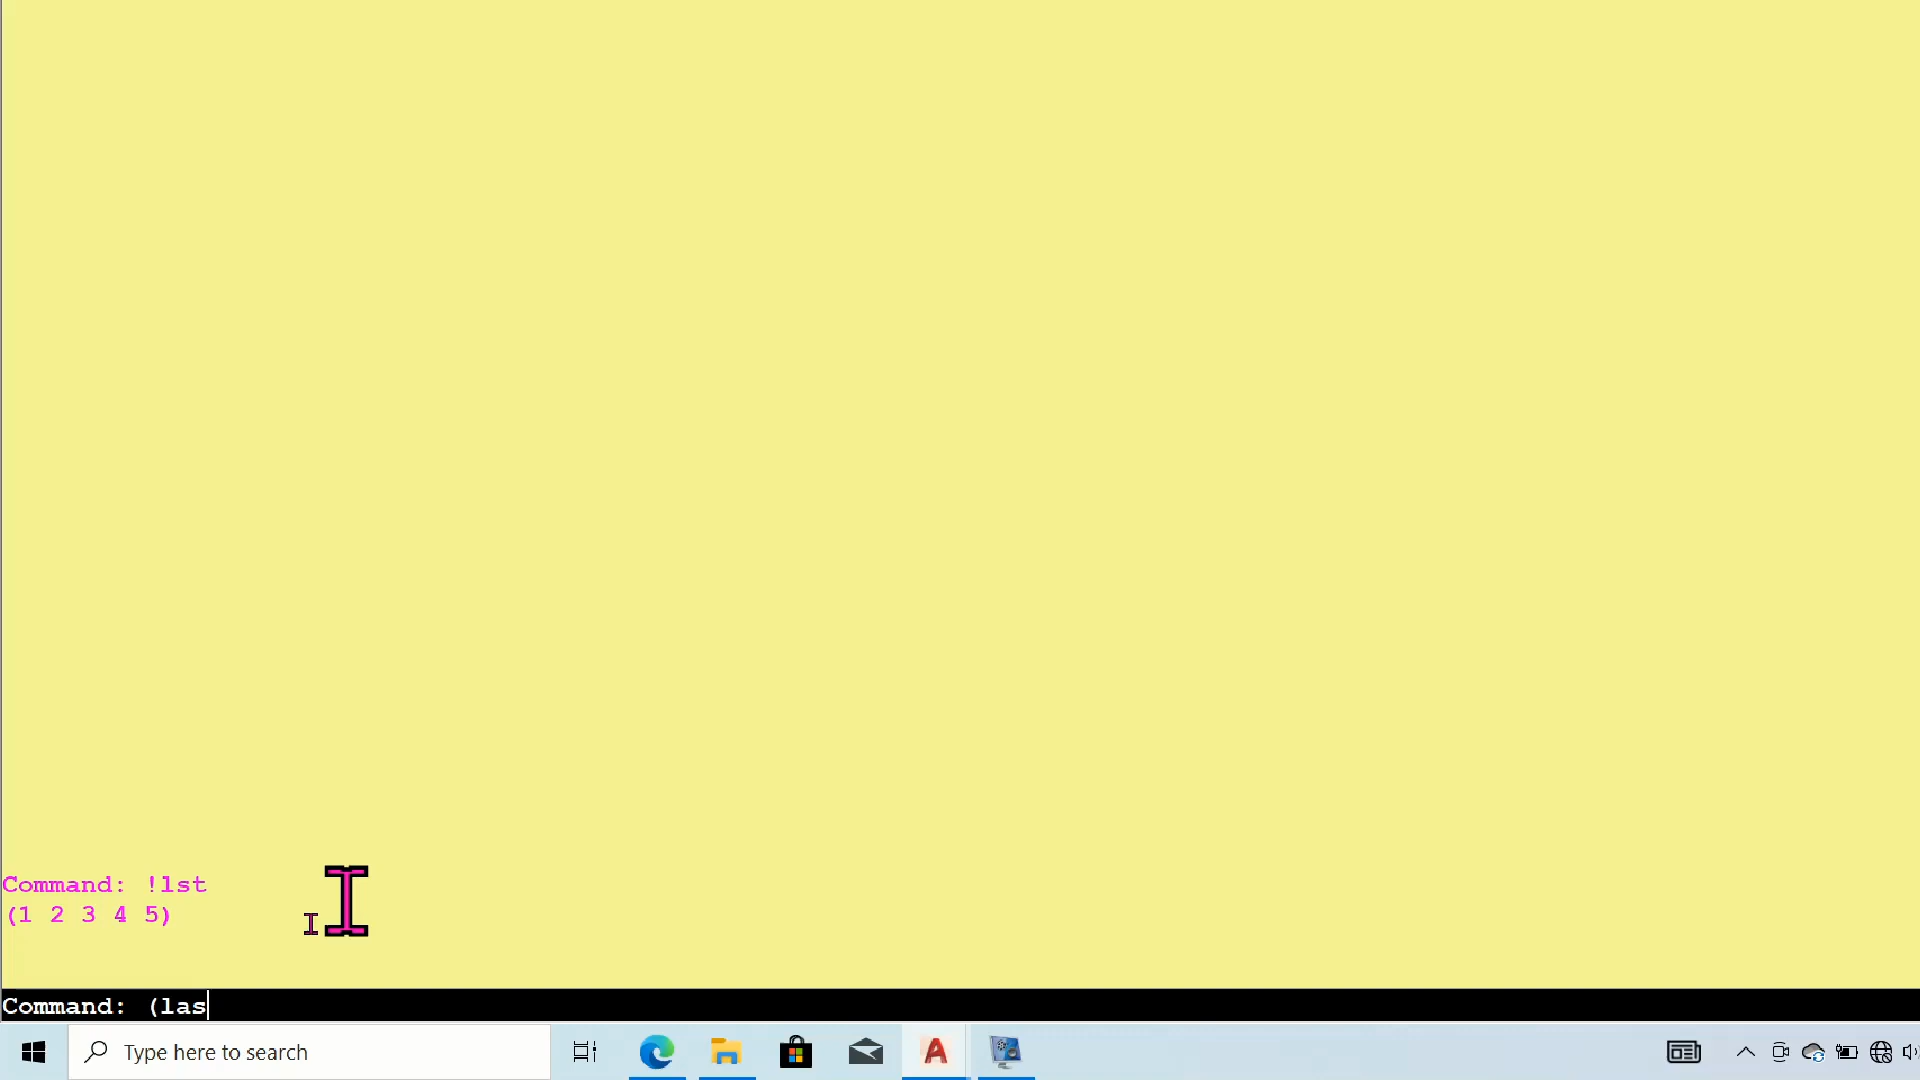 Command: !lst
(1 2 3 4 5)
Command: (las
Type here to search